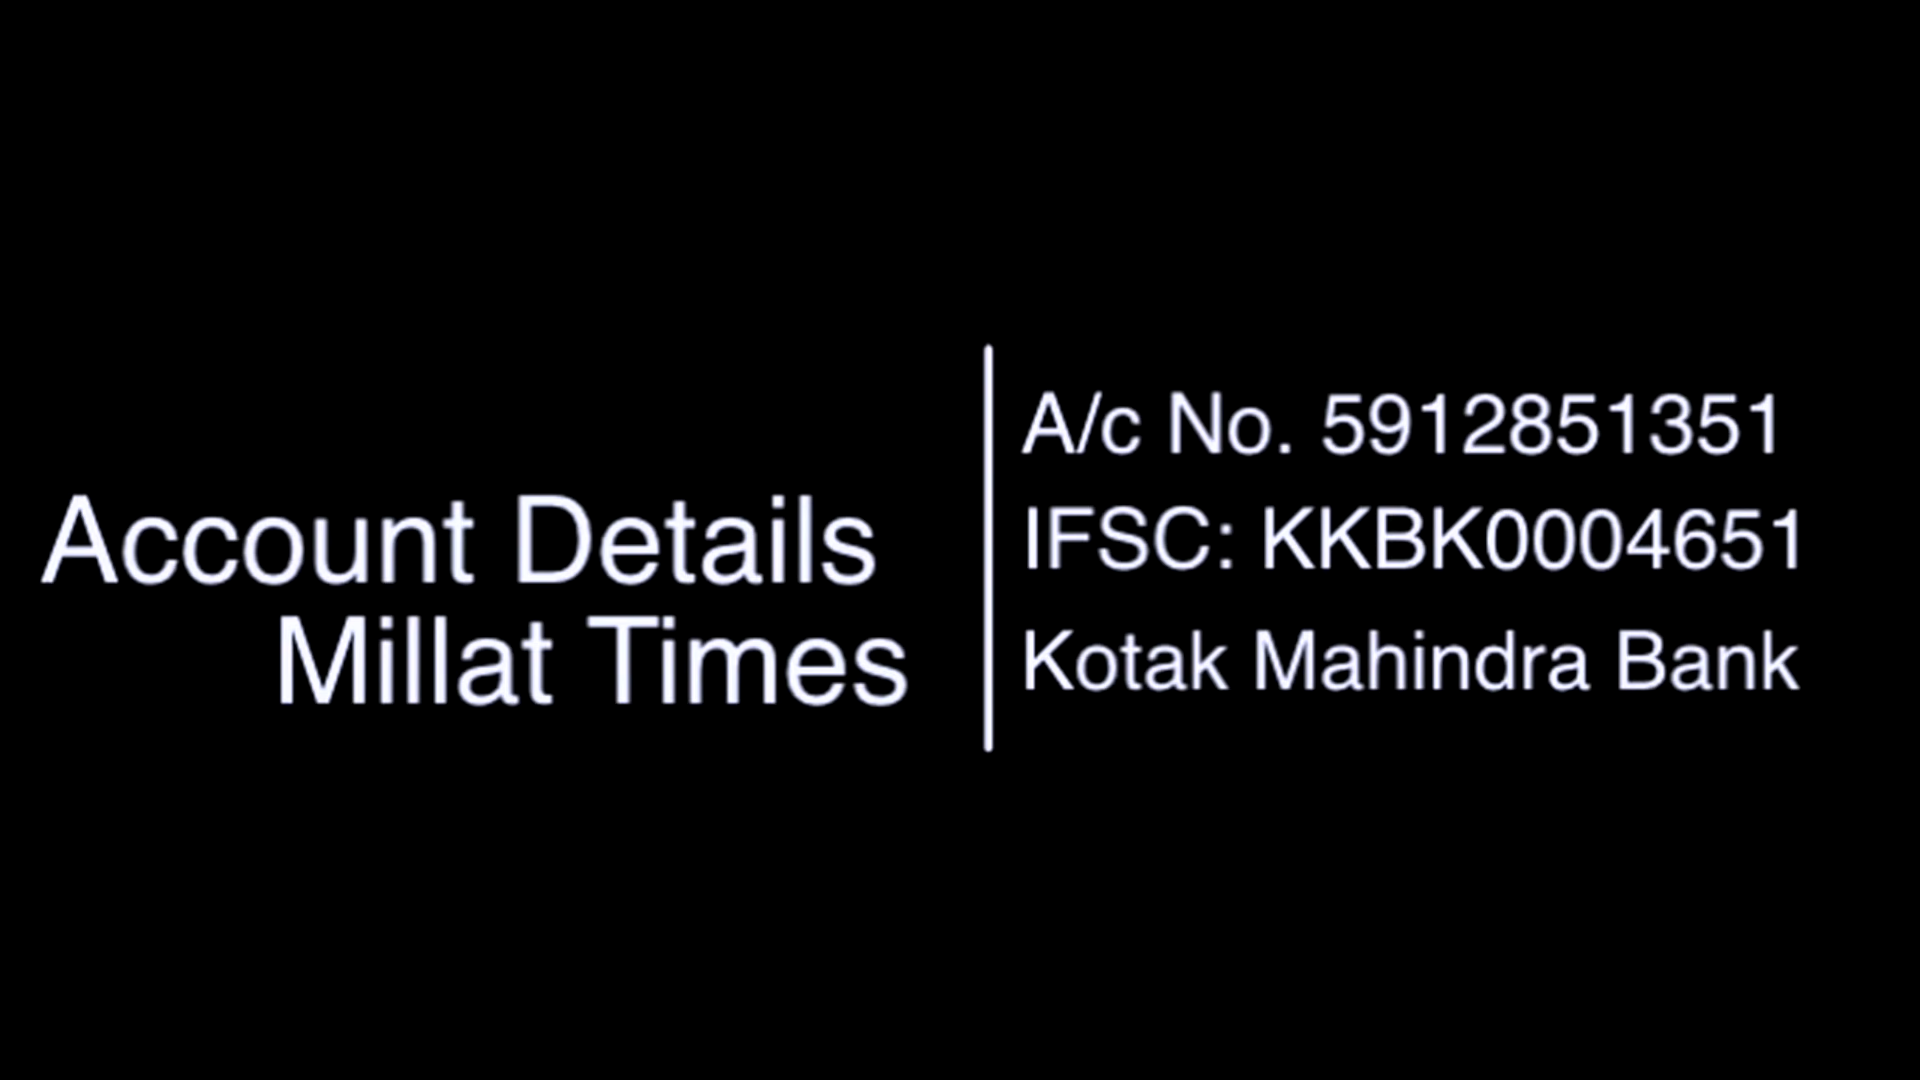 Account Details
Millat Times
A/c No. 5912851351
IFSC: KKBK0004651
Kotak Mahindra Bank